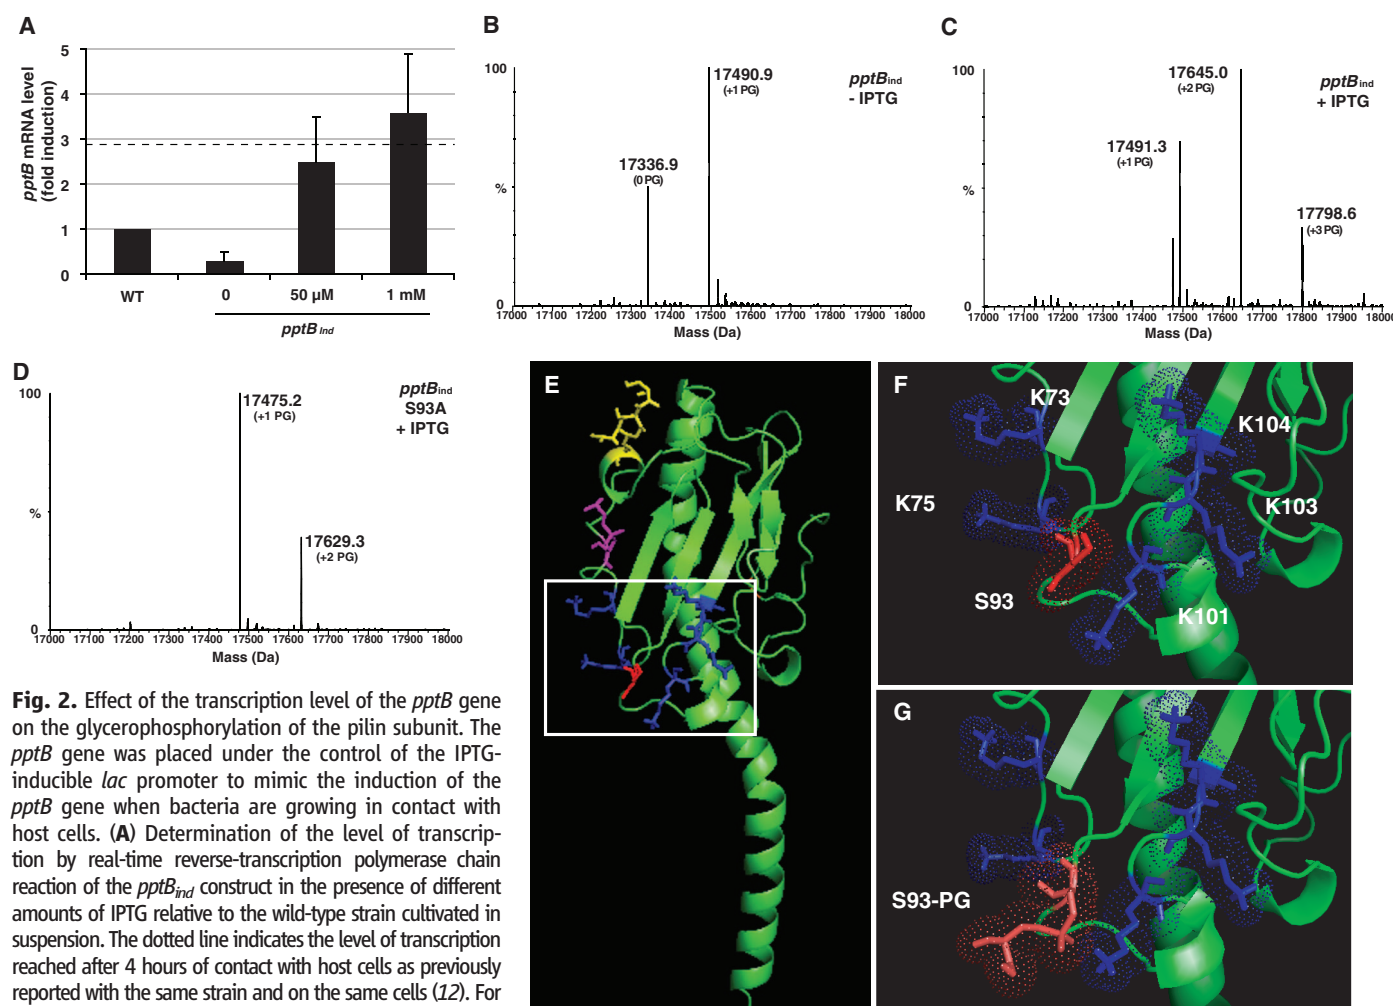 A
pptB mRNA level
(fold induction)
5
4
3
2
1
0
WT
0
50 µM
1 mM
pptB Ind
B
100
%
0
17336.9
(0 PG)
17490.9
(+1 PG)
pptBind
- IPTG
17000 17100 17200 17300 17400 17500 17600 17700 17800 17900 18000
Mass (Da)
C
100
%
0
17491.3
(+1 PG)
17645.0
(+2 PG)
17798.6
(+3 PG)
pptBind
+ IPTG
17000 17100 17200 17300 17400 17500 17600 17700 17800 17900 18000
Mass (Da)
D
100
%
0
17475.2
(+1 PG)
17629.3
(+2 PG)
pptBind
S93A
+ IPTG
17000 17100 17200 17300 17400 17500 17600 17700 17800 17900 18000
Mass (Da)
E
F
K73
K104
K75
K103
S93
K101
G
S93-PG
Fig. 2. Effect of the transcription level of the pptB gene
on the glycerophosphorylation of the pilin subunit. The
pptB gene was placed under the control of the IPTG-
inducible lac promoter to mimic the induction of the
pptB gene when bacteria are growing in contact with
host cells. (A) Determination of the level of transcrip-
tion by real-time reverse-transcription polymerase chain
reaction of the pptBind construct in the presence of different
amounts of IPTG relative to the wild-type strain cultivated in
suspension. The dotted line indicates the level of transcription
reached after 4 hours of contact with host cells as previously
reported with the same strain and on the same cells (12). For